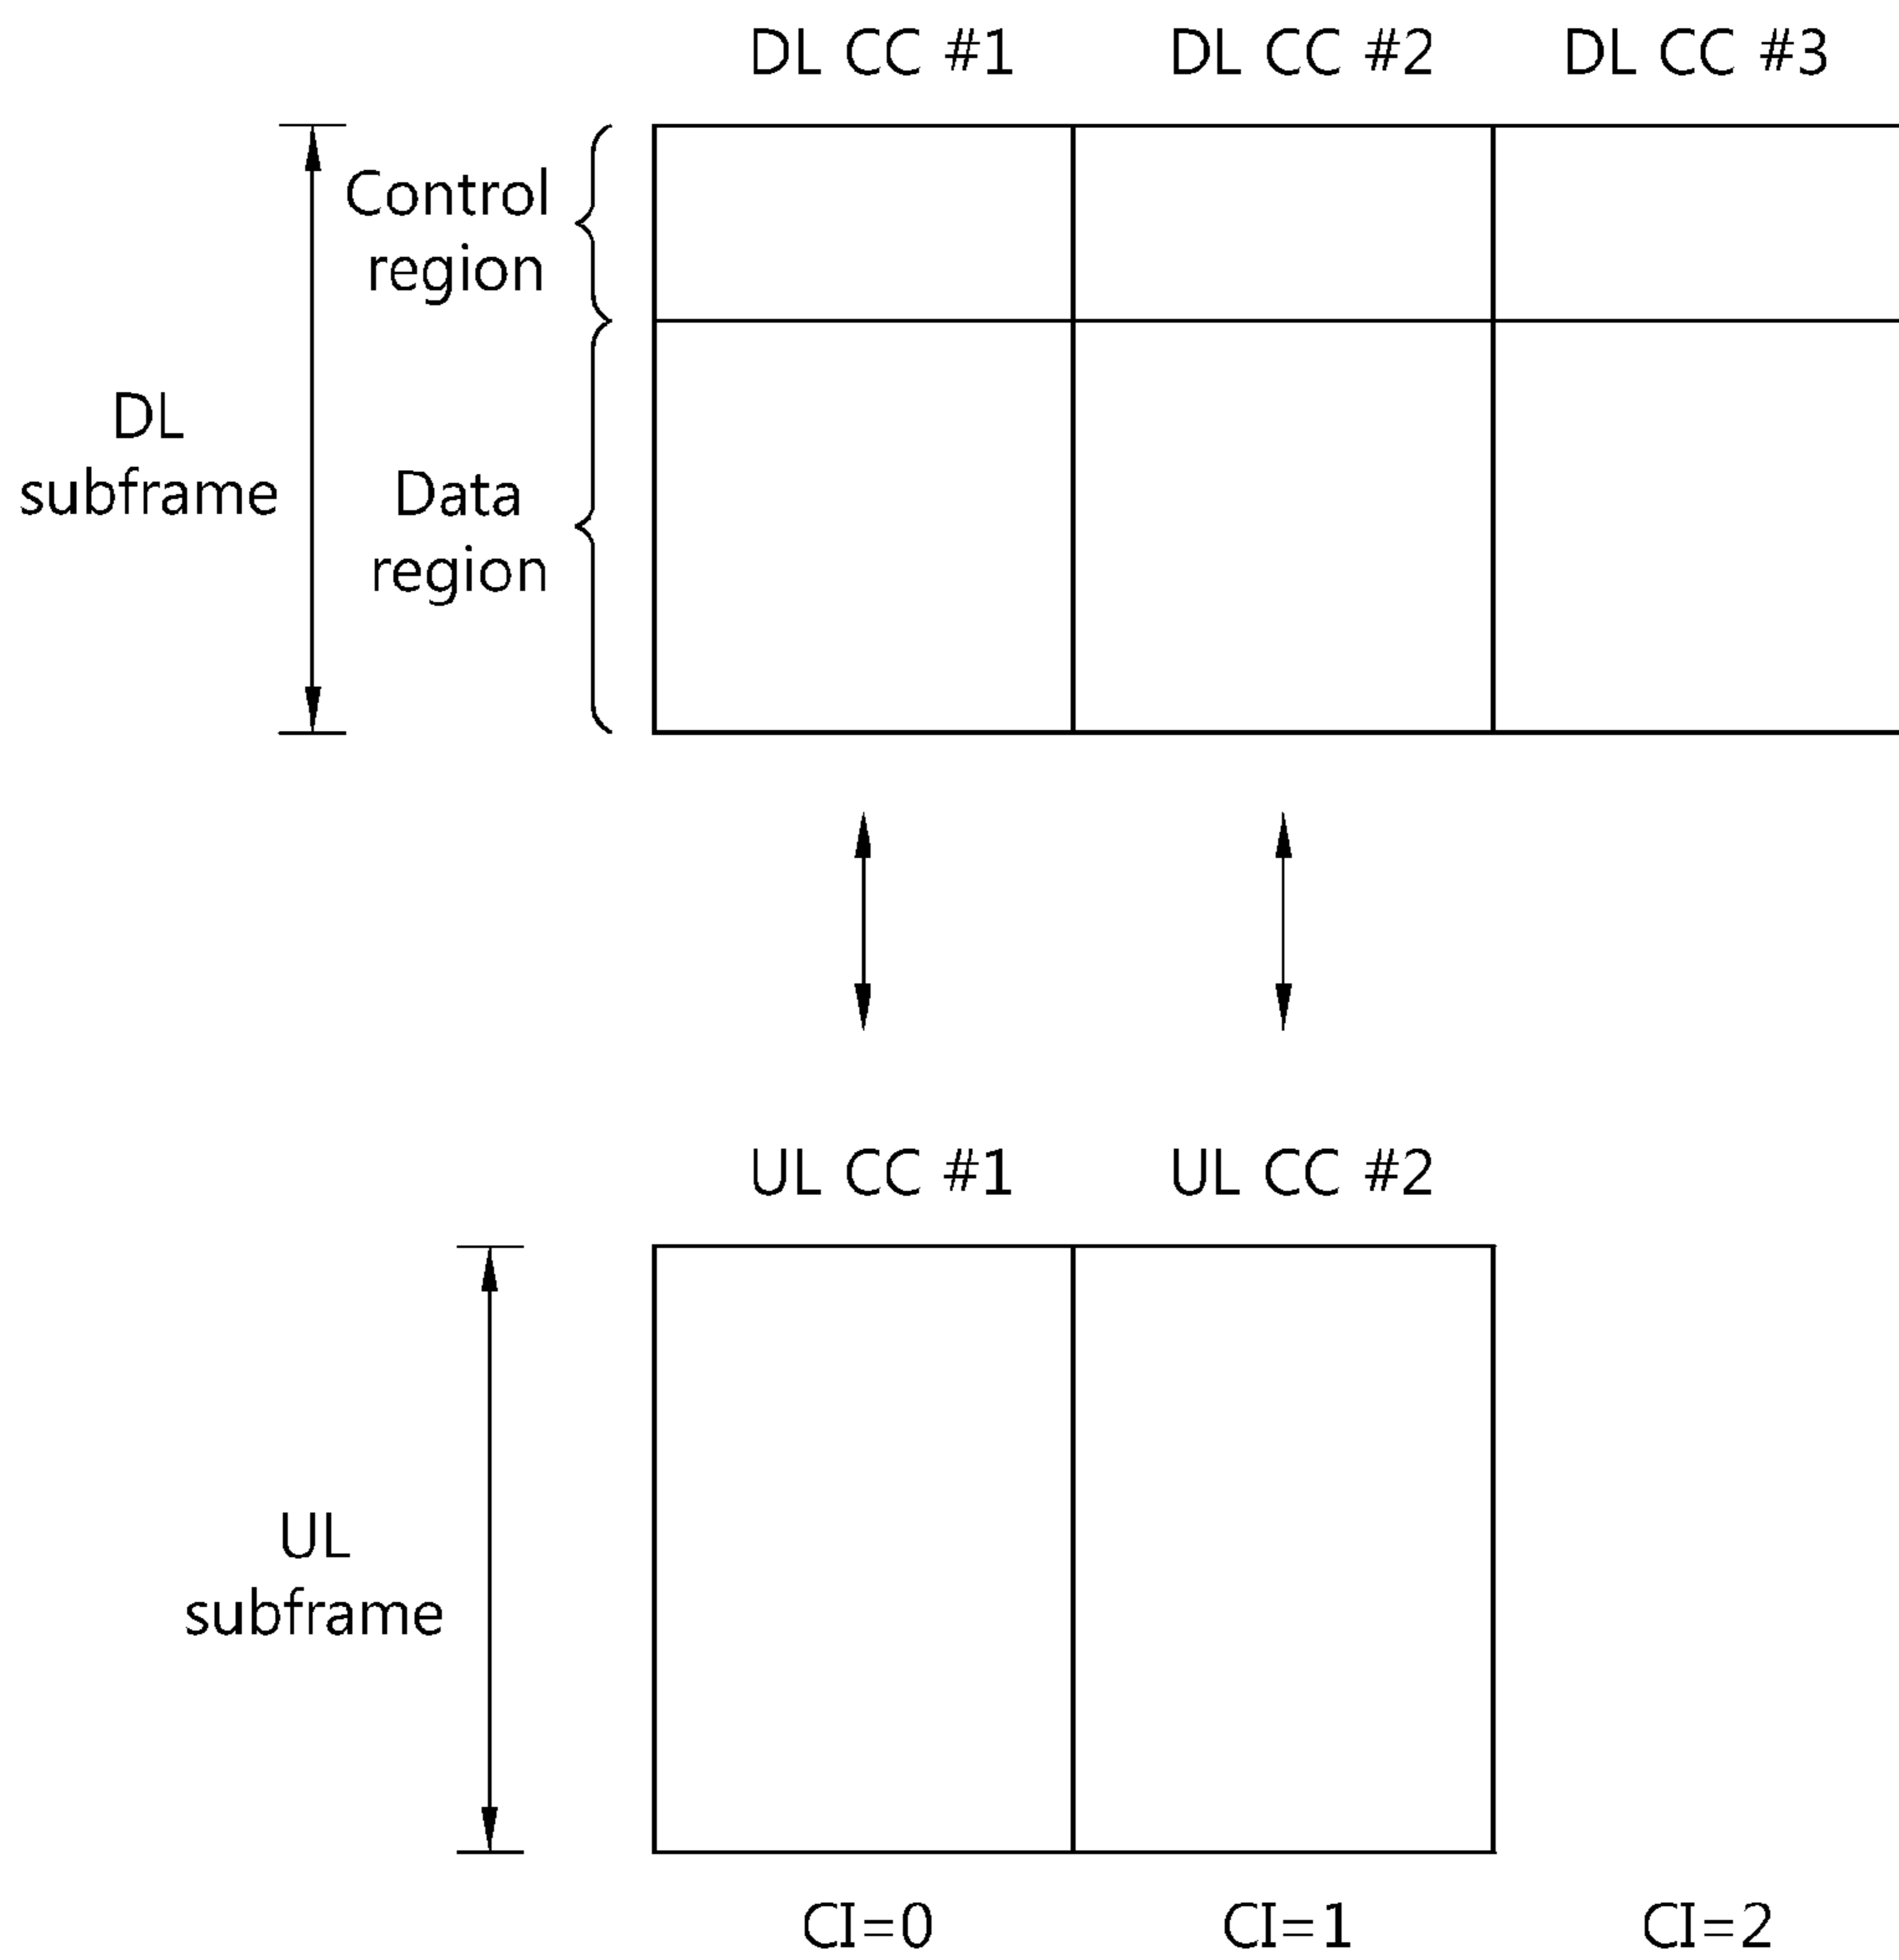 DL CC #1 DL CC #2 DL CC #3
Control
region
DL
subframe
Data
region
UL CC #1 UL CC #2
UL
subframe
CI=0 CI=1 CI=2